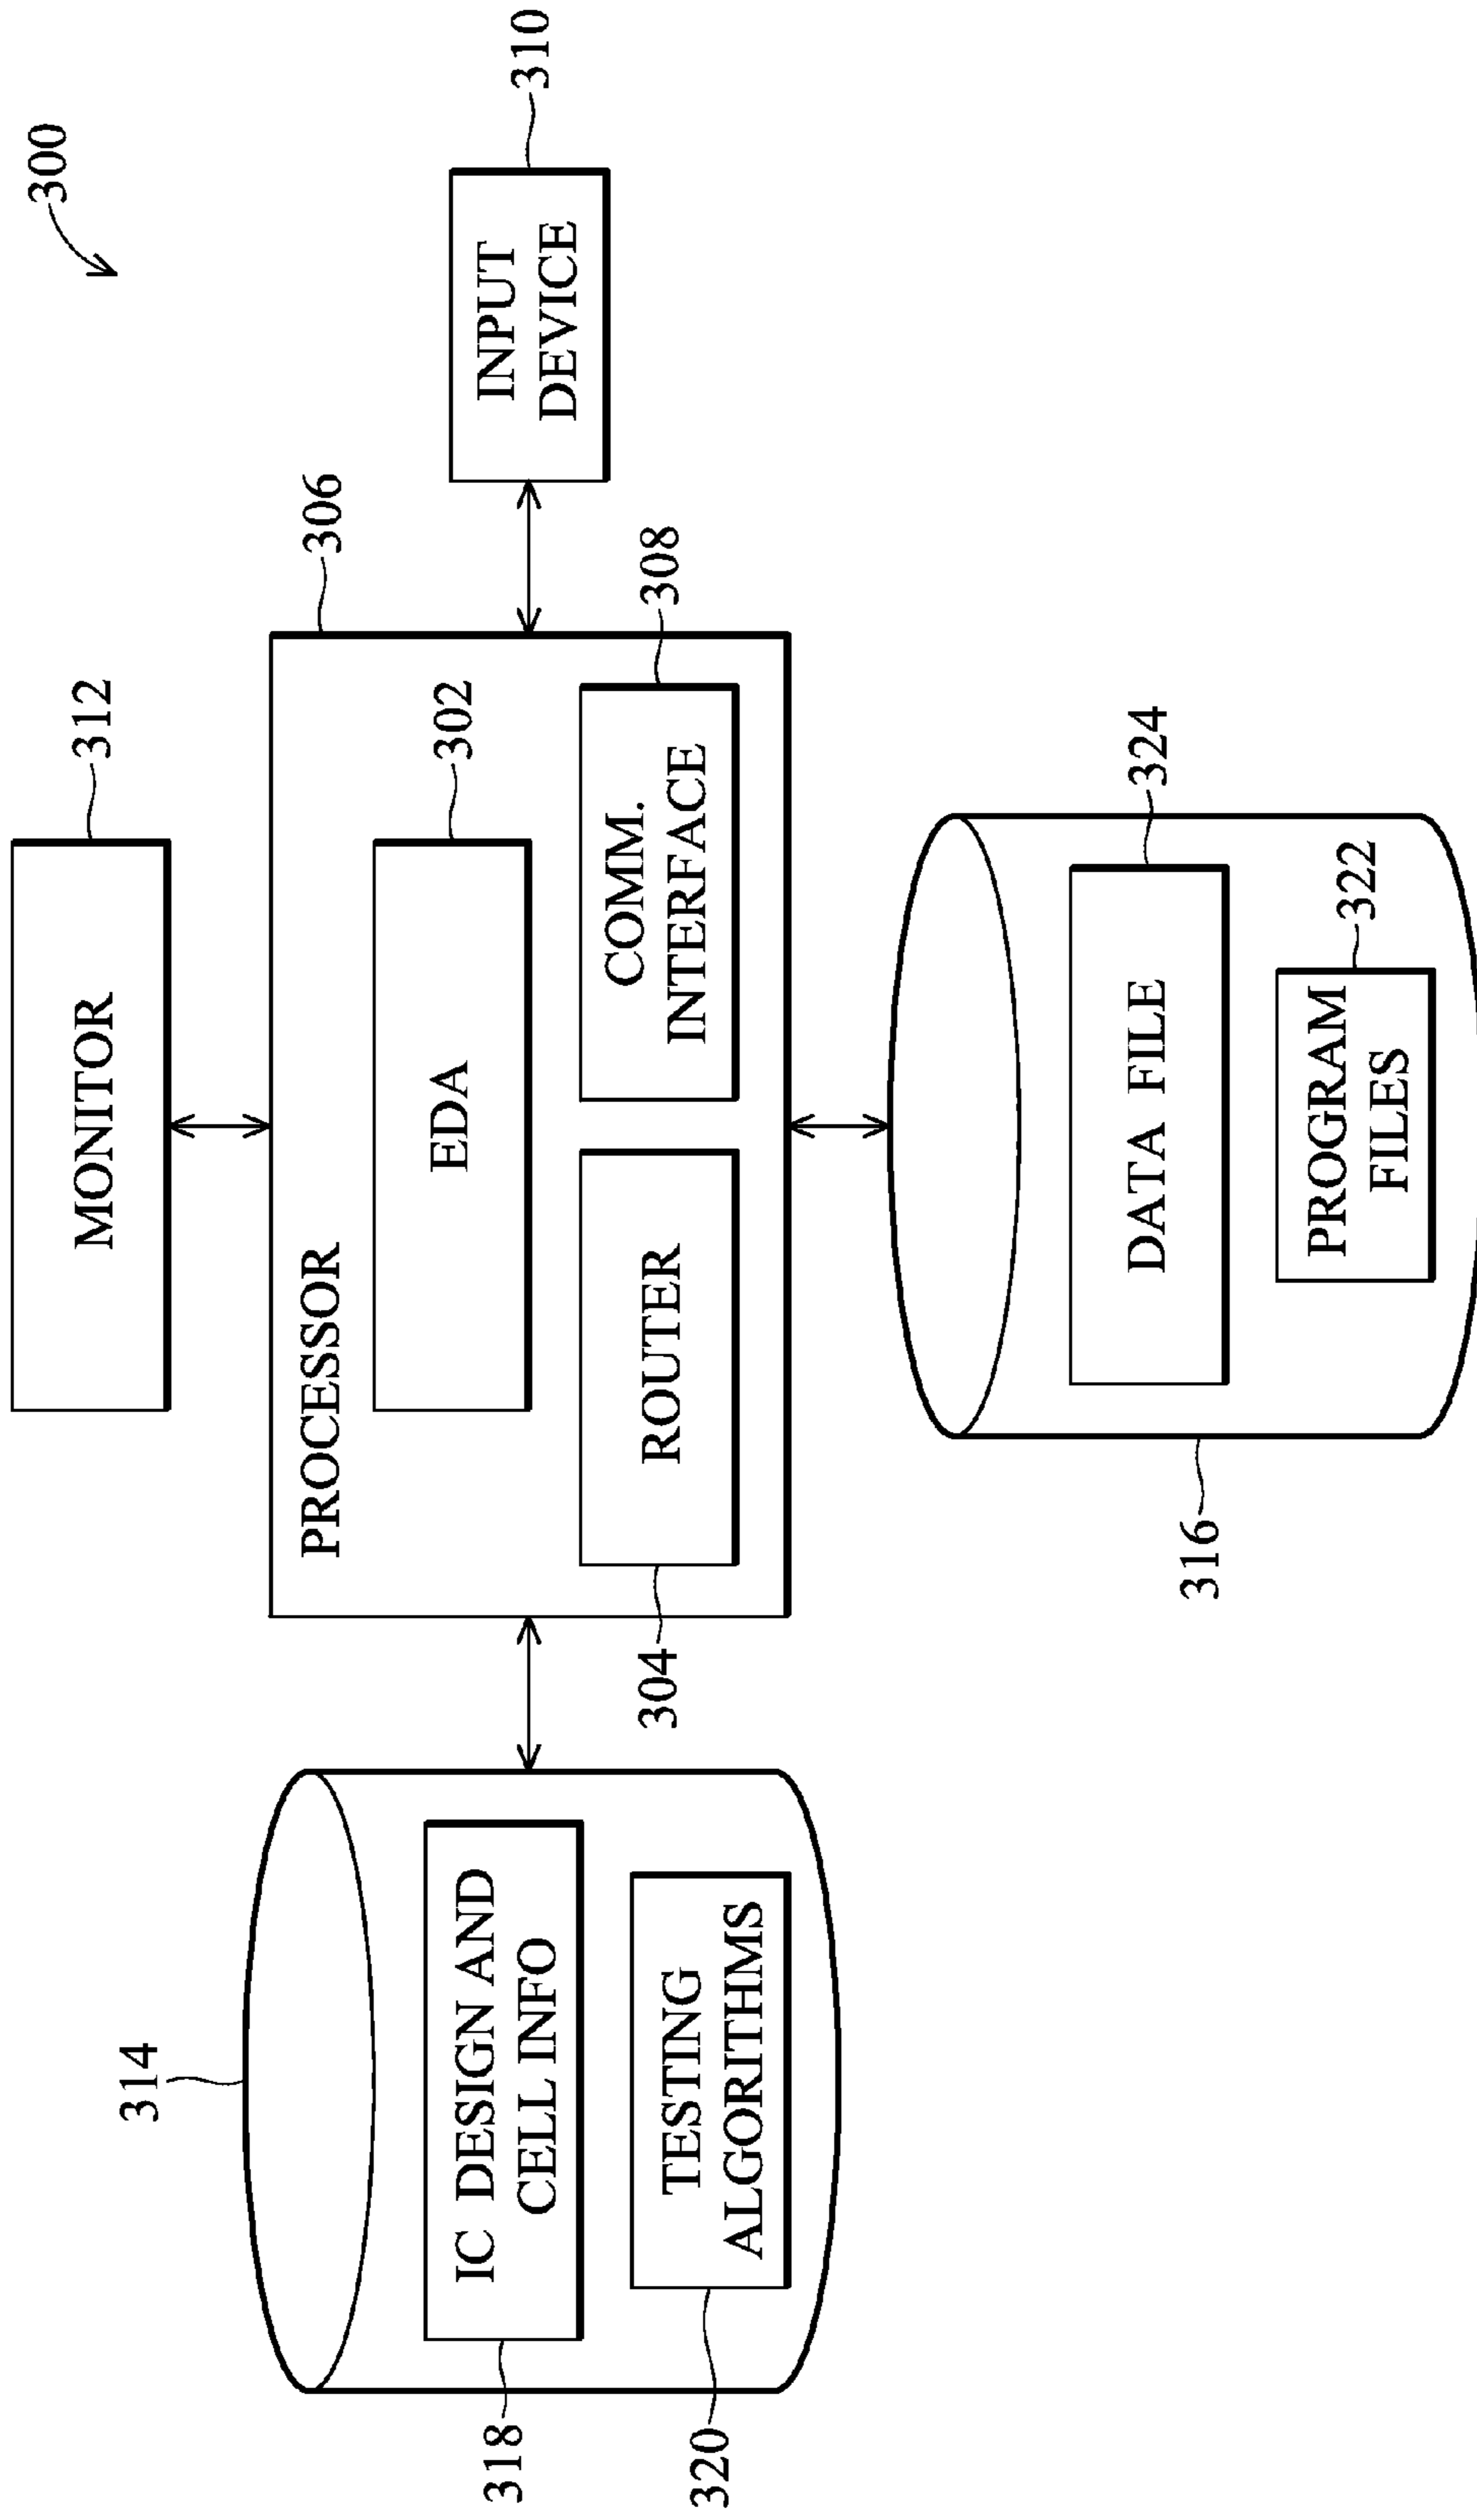 300
312
MONITOR
306
PROCESSOR
302
EDA
310
INPUT
DEVICE
304
ROUTER
308
COMM.
INTERFACE
314
318
IC DESIGN AND
CELL INFO
320
TESTING
ALGORITHMS
316
324
DATA FILE
322
PROGRAM
FILES